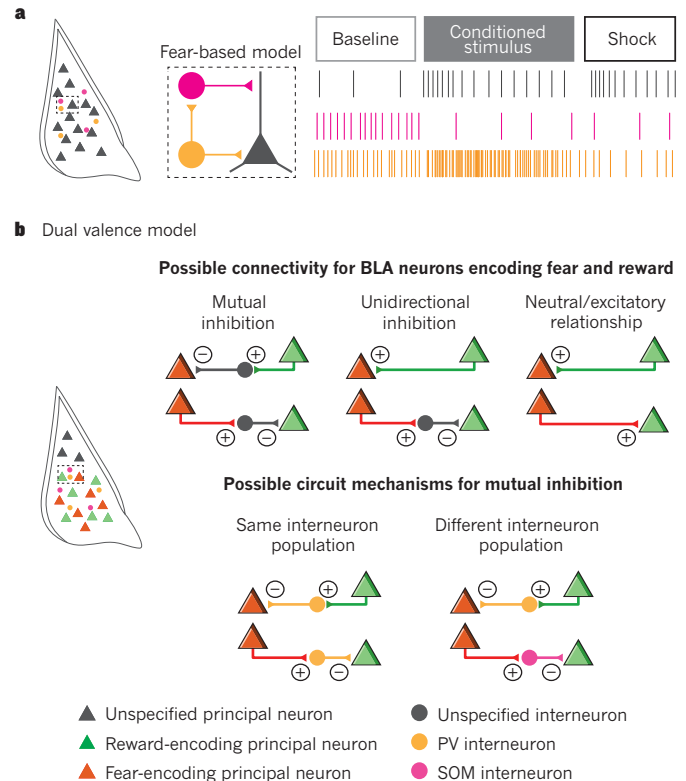 a
Fear-based model
Baseline
Conditioned
stimulus
Shock
b Dual valence model
Possible connectivity for BLA neurons encoding fear and reward
Mutual
inhibition
Unidirectional
inhibition
Neutral/excitatory
relationship
− +
+
+
+ −
+ −
+
Possible circuit mechanisms for mutual inhibition
Same interneuron
population
Different interneuron
population
− +
− +
+ −
+ −
Unspecified principal neuron
Unspecified interneuron
Reward-encoding principal neuron
PV interneuron
Fear-encoding principal neuron
SOM interneuron